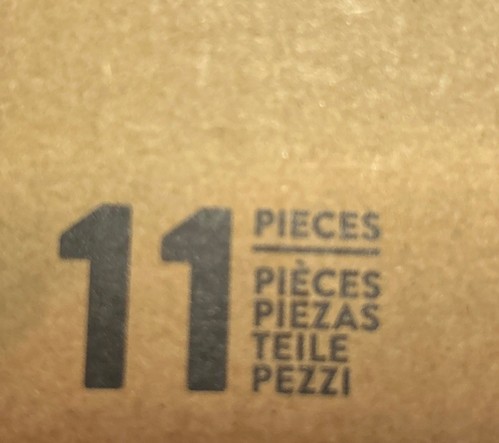 11
PIECES
PIÈCES
PIEZAS
TEILE
PEZZI